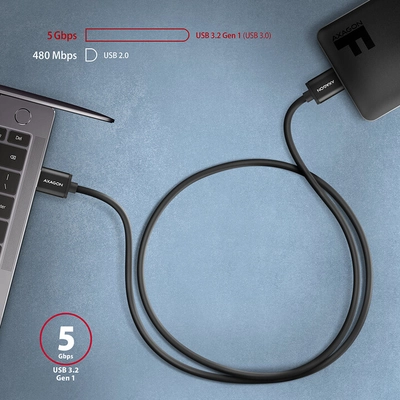 5 Gbps USB 3.2 Gen 1 (USB 3.0)
480 Mbps USB 2.0
AXAGON
AXAGON
AXAGON
5
Gbps
USB 3.2
Gen 1